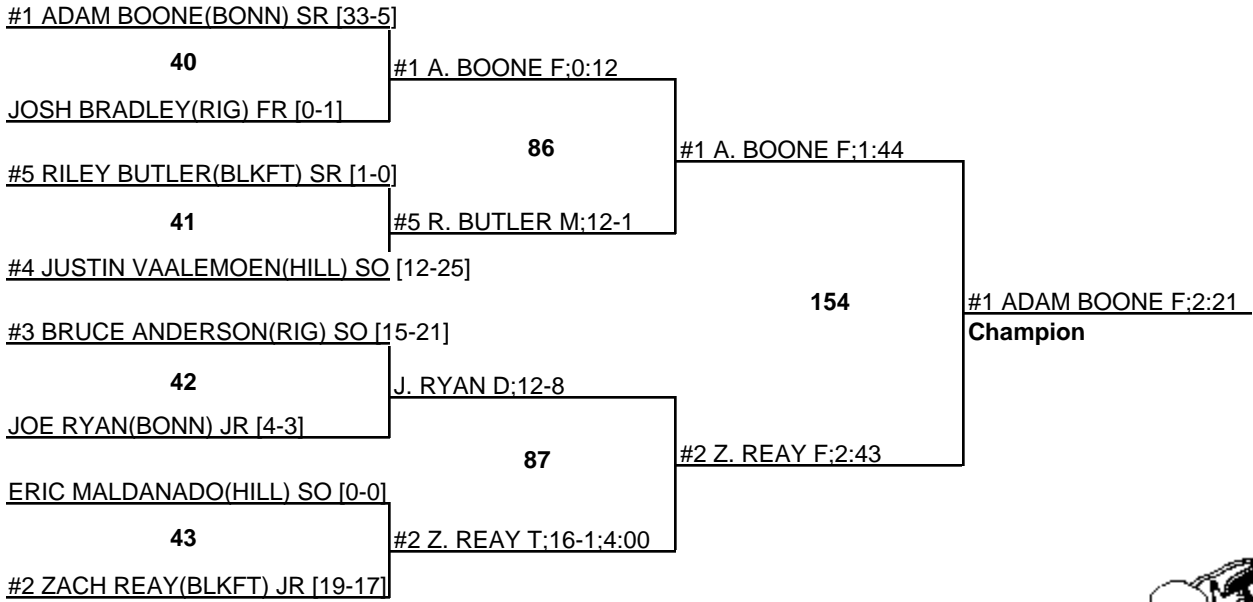 #1 ADAM BOONE(BONN) SR [33-5]
40
#1 A. BOONE F;0:12
JOSH BRADLEY(RIG) FR [0-1]
86
#1 A. BOONE F;1:44
#5 RILEY BUTLER(BLKFT) SR [1-0]
41
#5 R. BUTLER M;12-1
#4 JUSTIN VAALEMOEN(HILL) SO [12-25]
154
#1 ADAM BOONE F;2:21
Champion
#3 BRUCE ANDERSON(RIG) SO [15-21]
42
J. RYAN D;12-8
JOE RYAN(BONN) JR [4-3]
87
#2 Z. REAY F;2:43
ERIC MALDANADO(HILL) SO [0-0]
43
#2 Z. REAY T;16-1;4:00
#2 ZACH REAY(BLKFT) JR [19-17]